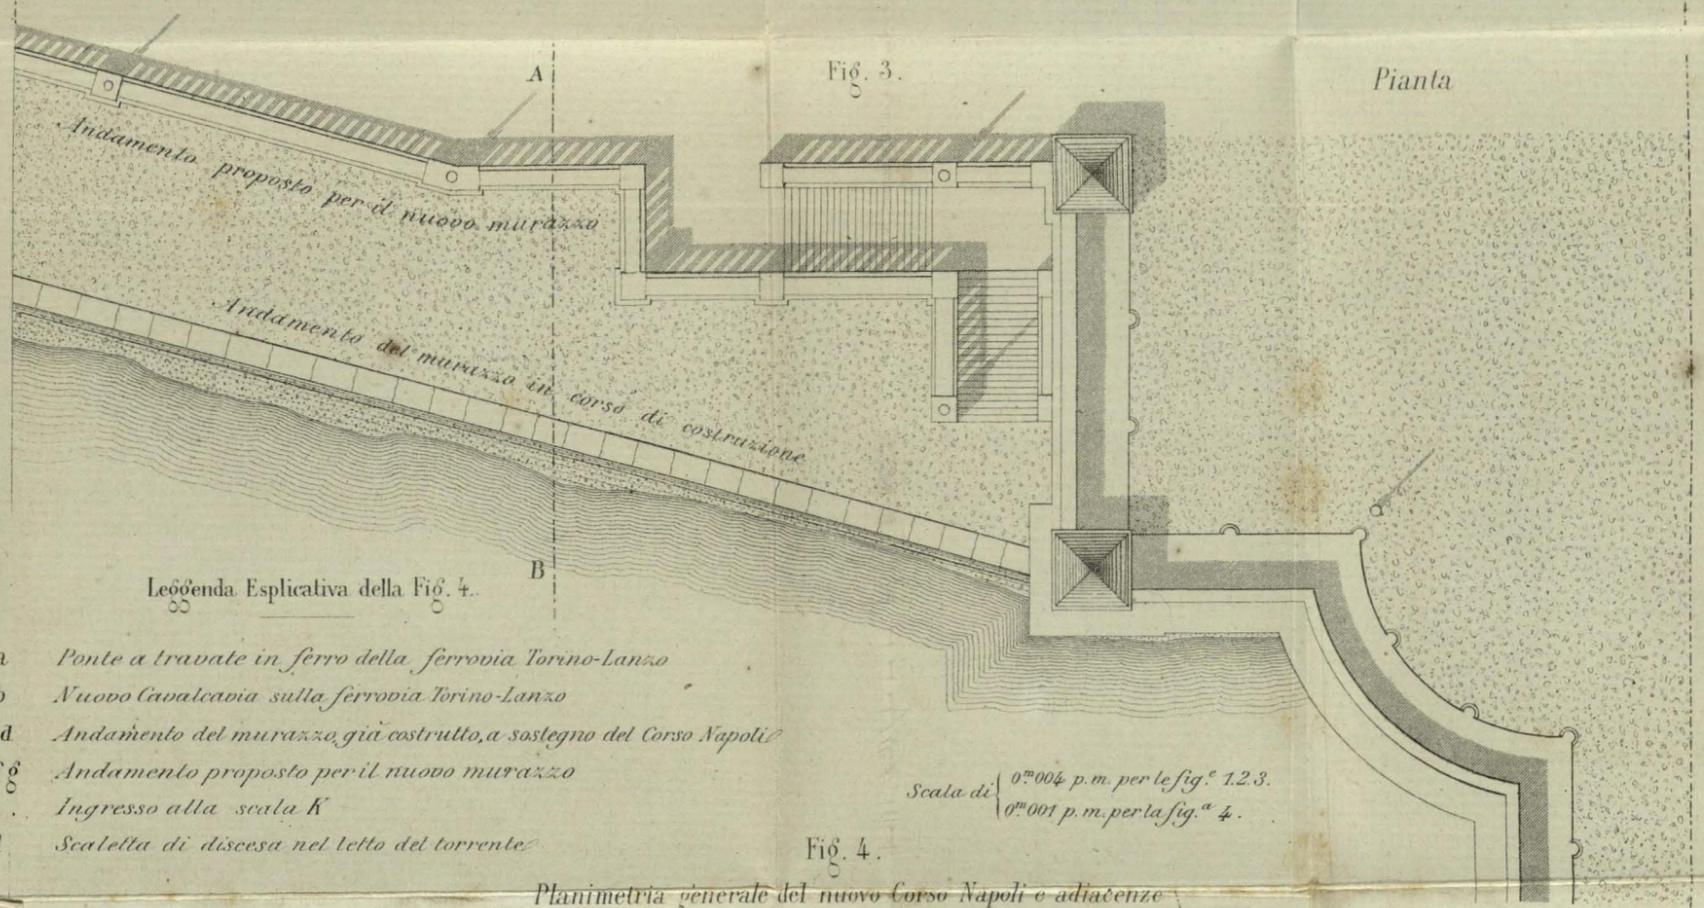 A
Fig. 3.
Pianta
Andamento proposto per il nuovo murazzo
Andamento del murazzo in corso di costruzione
B
Leggenda Esplicativa della Fig. 4.
a Ponte a travate in ferro della ferrovia Torino-Lanzo
Nuovo Cavalcavia sulla ferrovia Torino-Lanzo
d Andamento del murazzo, già costrutto, a sostegno del Corso Napoli
g Andamento proposto per il nuovo murazzo
Ingresso alla scala K
Scaletta di discesa nel letto del torrente
Scala di { 0.ᵐ004 p. m. per le fig.ᵉ 1.2.3.
0.ᵐ001 p. m. per la fig.ᵃ 4.
Fig. 4.
Planimetria generale del nuovo Corso Napoli e adiacenze